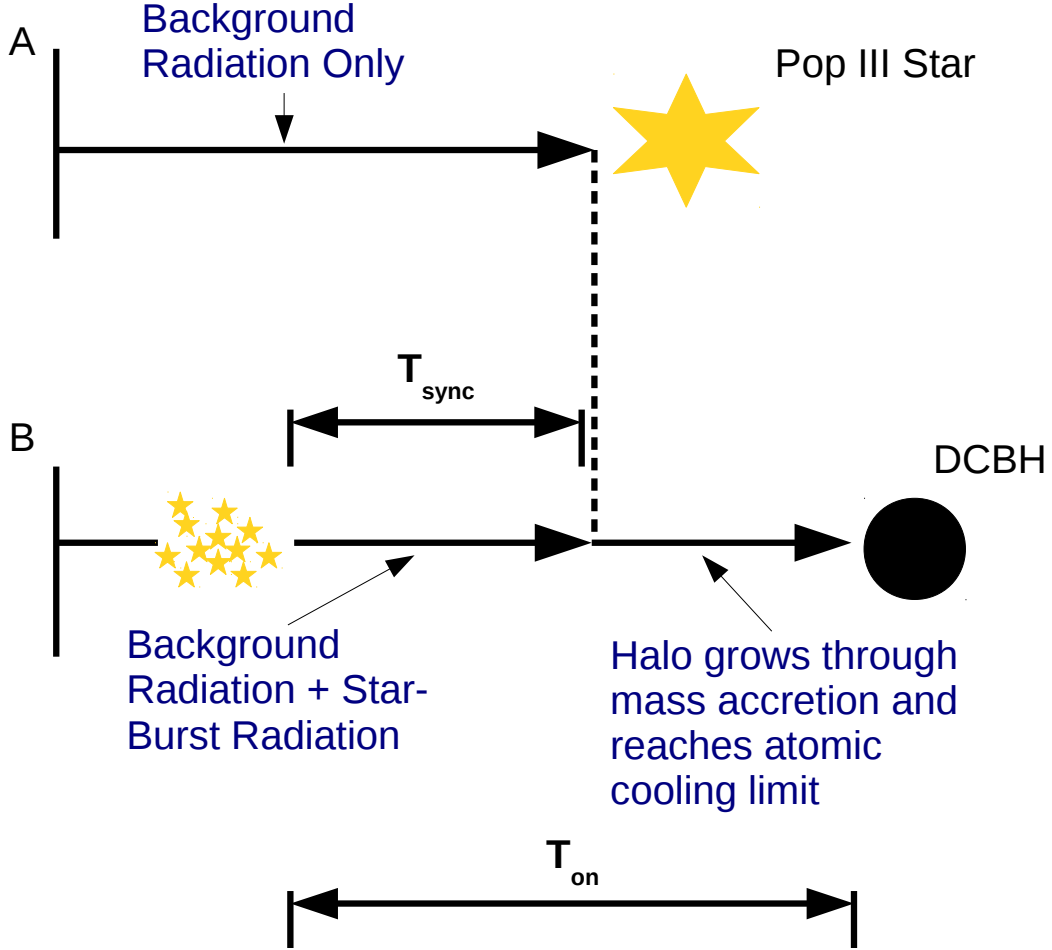 A
Background
Radiation Only
Pop III Star
T sync
B
DCBH
Background
Radiation + Star-
Burst Radiation
Halo grows through
mass accretion and
reaches atomic
cooling limit
T on